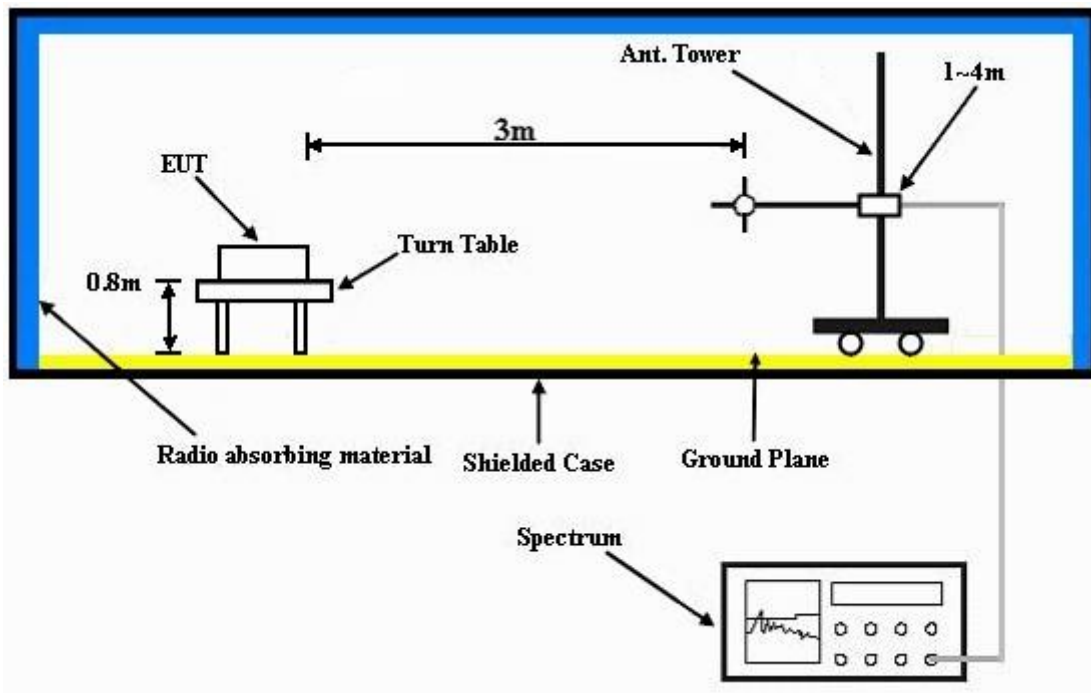 Ant. Tower
1~4m
3m
EUT
Turn Table
0.8m
Radio absorbing material
Shielded Case
Ground Plane
Spectrum